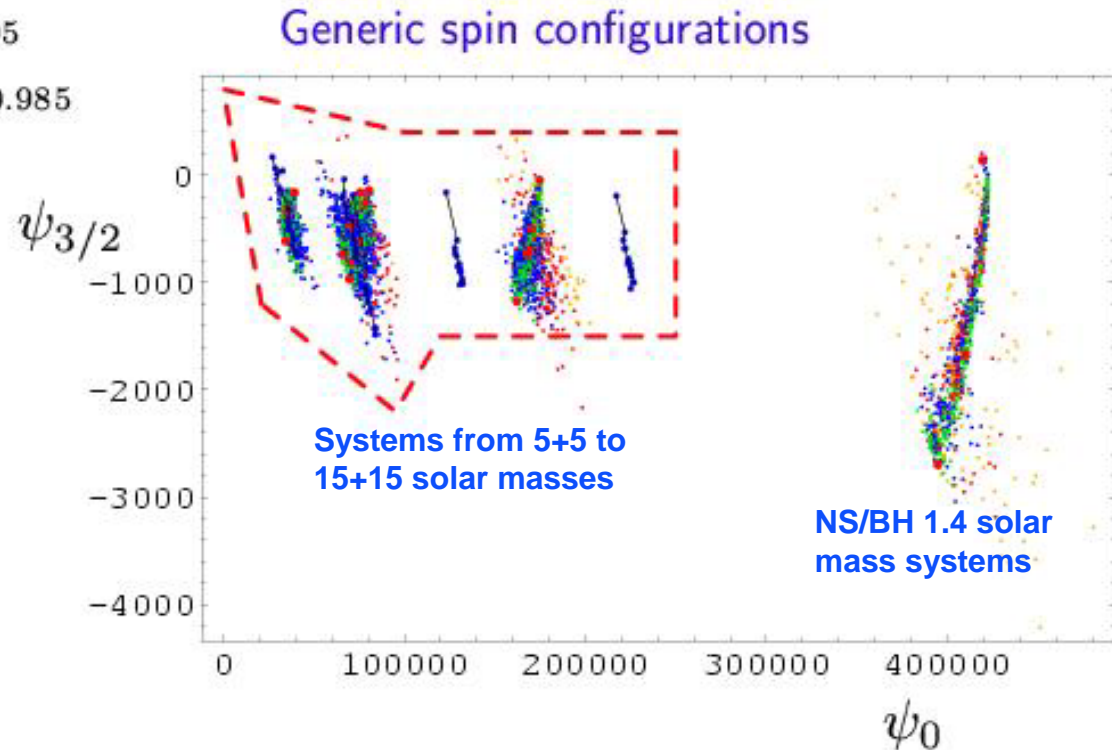 Generic spin configurations
.985
ψ3/2
0
−1000
−2000
−3000
−4000
Systems from 5+5 to
15+15 solar masses
NS/BH 1.4 solar
mass systems
0 100000 200000 300000 400000
ψ0